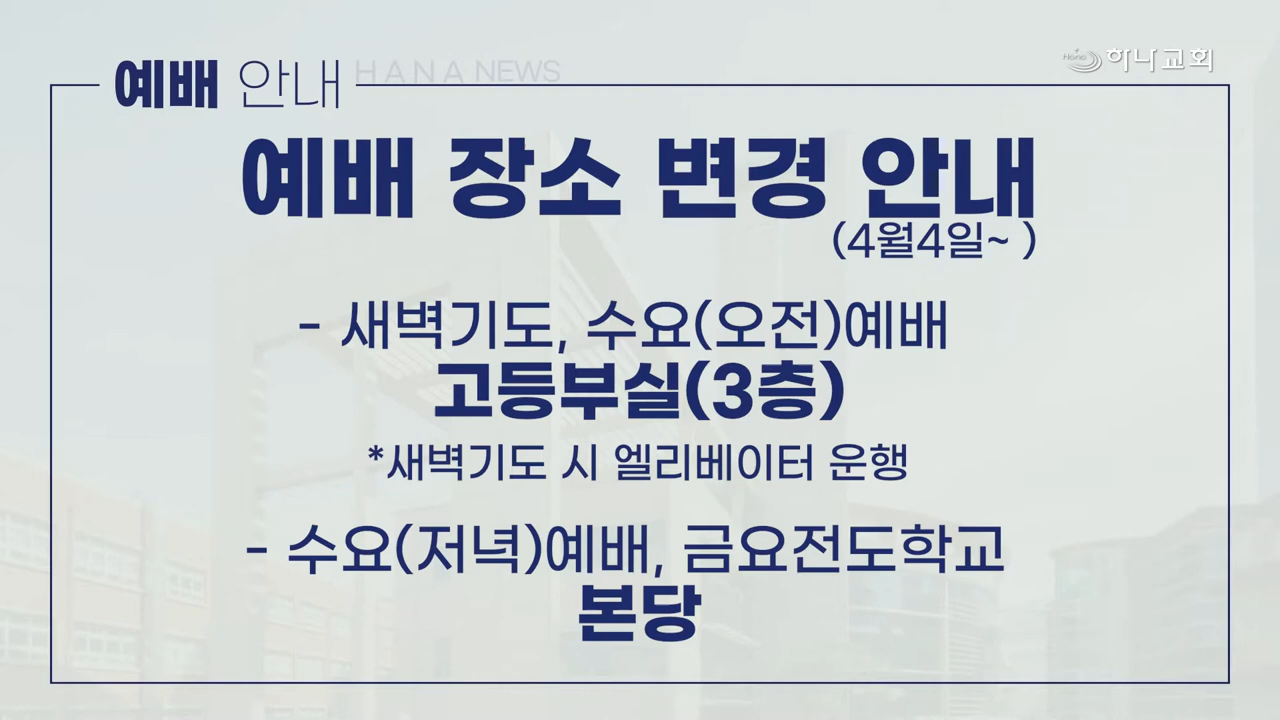 예배 안내 HANA NEWS
Hana 하나교회
예배 장소 변경 안내
(4월4일~ )
- 새벽기도, 수요(오전)예배
고등부실(3층)
*새벽기도 시 엘리베이터 운행
- 수요(저녁)예배, 금요전도학교
본당